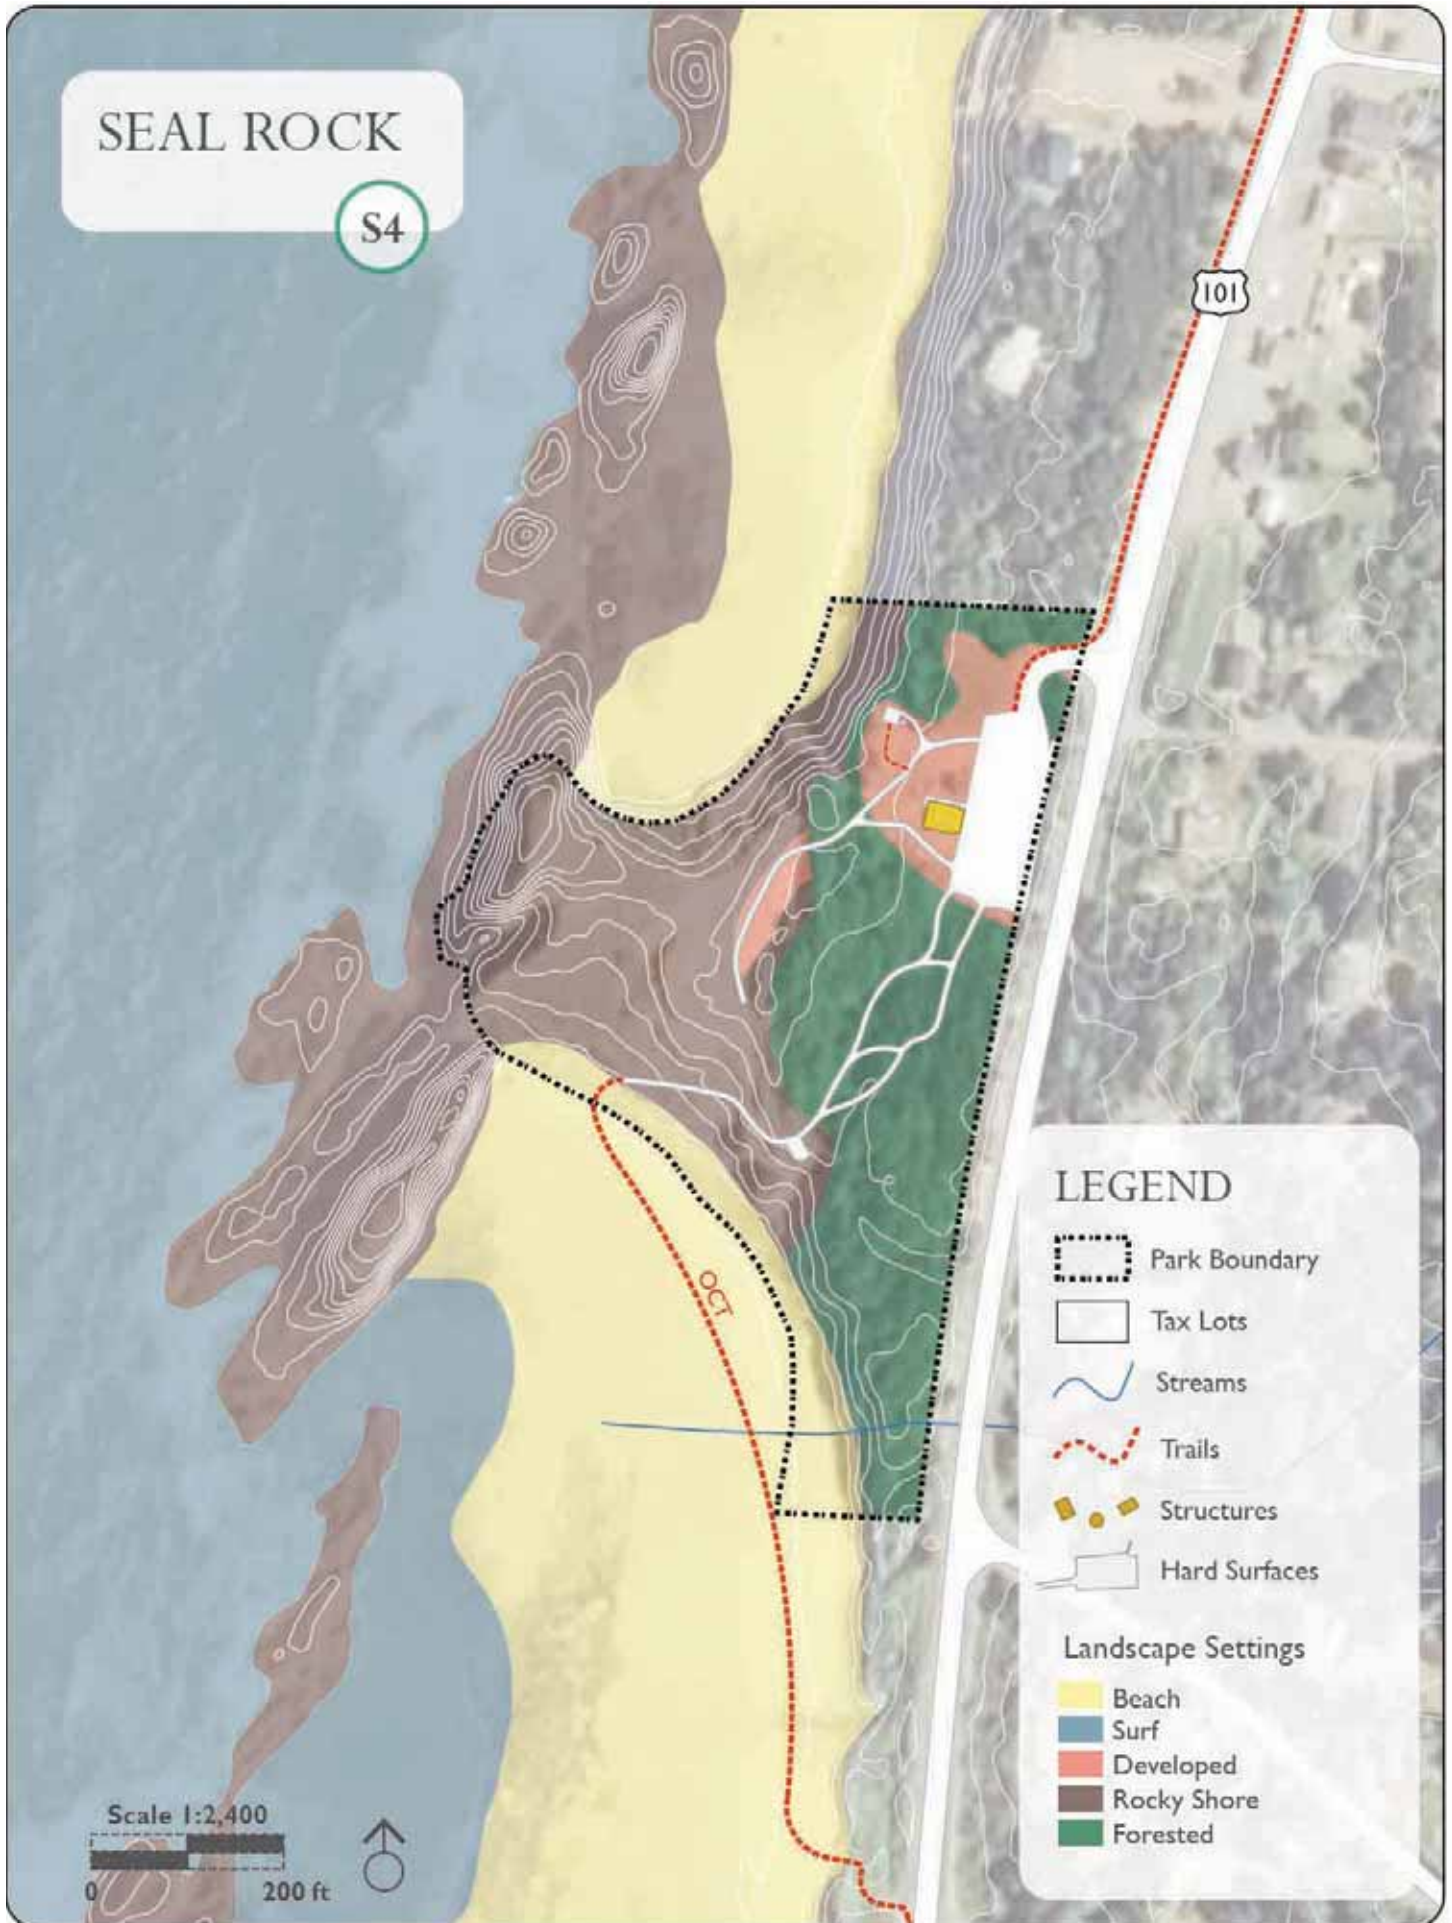 SEAL ROCK
S4
101
OCT
LEGEND
Park Boundary
Tax Lots
Streams
Trails
Structures
Hard Surfaces
Landscape Settings
Beach
Surf
Developed
Rocky Shore
Forested
Scale 1:2,400
0 200 ft